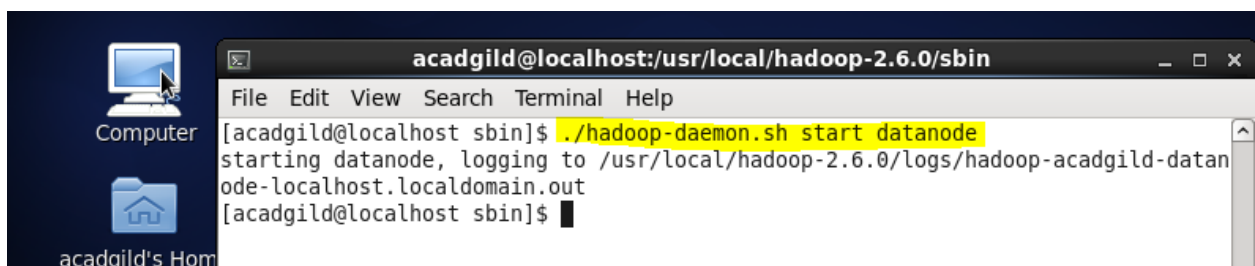 acadgild@localhost:/usr/local/hadoop-2.6.0/sbin
File Edit View Search Terminal Help
Computer
[acadgild@localhost sbin]$ ./hadoop-daemon.sh start datanode
starting datanode, logging to /usr/local/hadoop-2.6.0/logs/hadoop-acadgild-datan
ode-localhost.localdomain.out
[acadgild@localhost sbin]$
acadgild's Hom